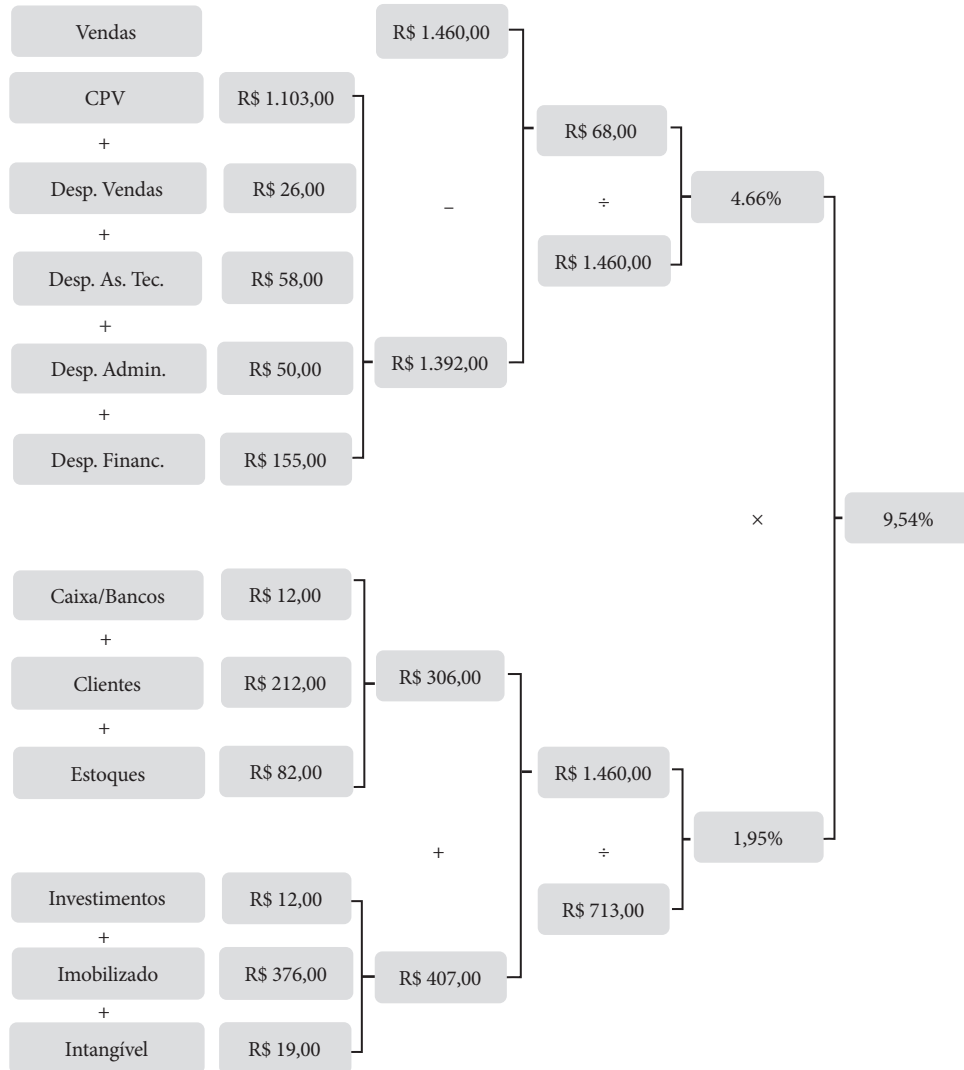 Vendas
R$ 1.460,00
CPV
R$ 1.103,00
+
R$ 68,00
Desp. Vendas
R$ 26,00
–
÷
4.66%
+
R$ 1.460,00
Desp. As. Tec.
R$ 58,00
+
Desp. Admin.
R$ 50,00
R$ 1.392,00
+
Desp. Financ.
R$ 155,00
×
9,54%
Caixa/Bancos
R$ 12,00
+
Clientes
R$ 212,00
R$ 306,00
+
Estoques
R$ 82,00
R$ 1.460,00
+
÷
1,95%
Investimentos
R$ 12,00
R$ 713,00
+
Imobilizado
R$ 376,00
R$ 407,00
+
Intangível
R$ 19,00